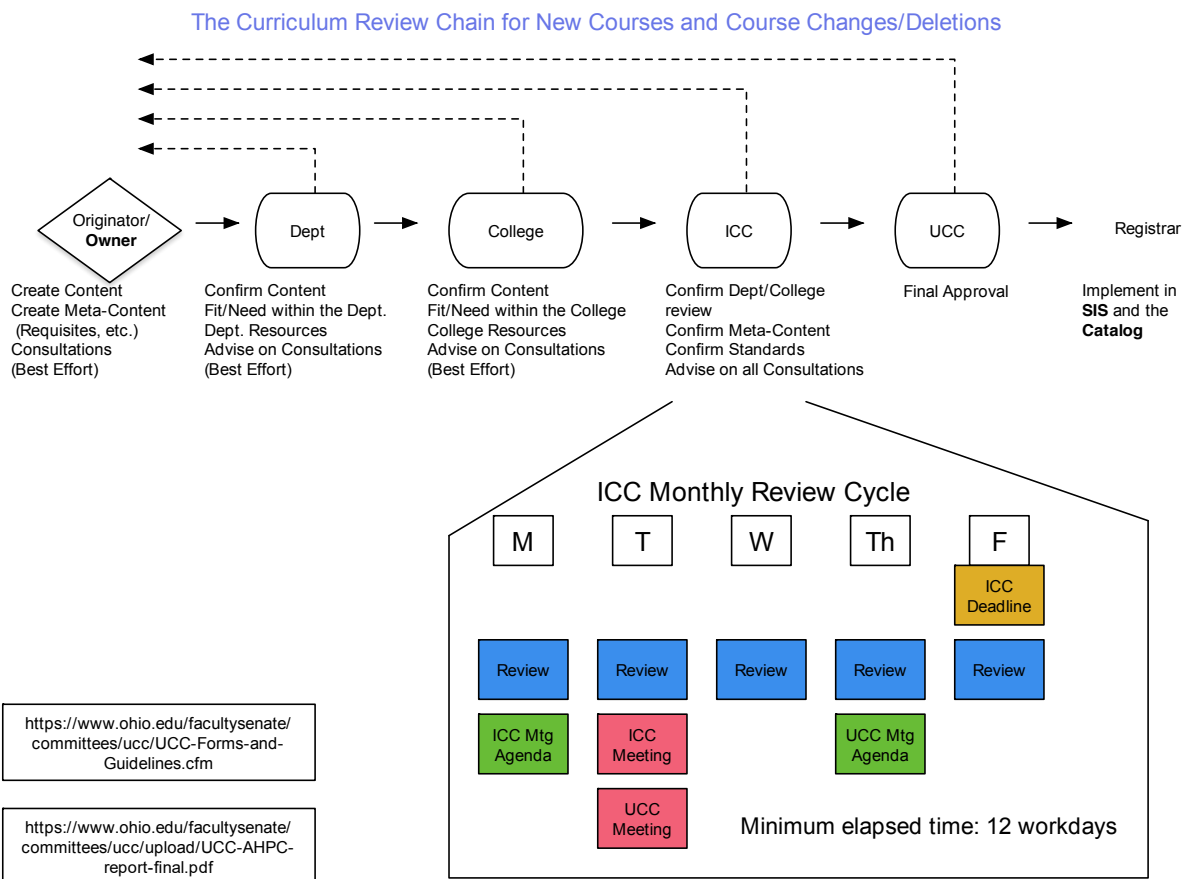 The Curriculum Review Chain for New Courses and Course Changes/Deletions
Originator/
Owner
Dept
College
ICC
UCC
Registrar
Create Content
Create Meta-Content
(Requisites, etc.)
Consultations
(Best Effort)
Confirm Content
Fit/Need within the Dept.
Dept. Resources
Advise on Consultations
(Best Effort)
Confirm Content
Fit/Need within the College
College Resources
Advise on Consultations
(Best Effort)
Confirm Dept/College
review
Confirm Meta-Content
Confirm Standards
Advise on all Consultations
Final Approval
Implement in
SIS and the
Catalog
ICC Monthly Review Cycle
M
T
W
Th
F
ICC
Deadline
Review
Review
Review
Review
Review
ICC Mtg
Agenda
ICC
Meeting
UCC Mtg
Agenda
UCC
Meeting
Minimum elapsed time: 12 workdays
https://www.ohio.edu/facultysenate/
committees/ucc/UCC-Forms-and-
Guidelines.cfm
https://www.ohio.edu/facultysenate/
committees/ucc/upload/UCC-AHPC-
report-final.pdf